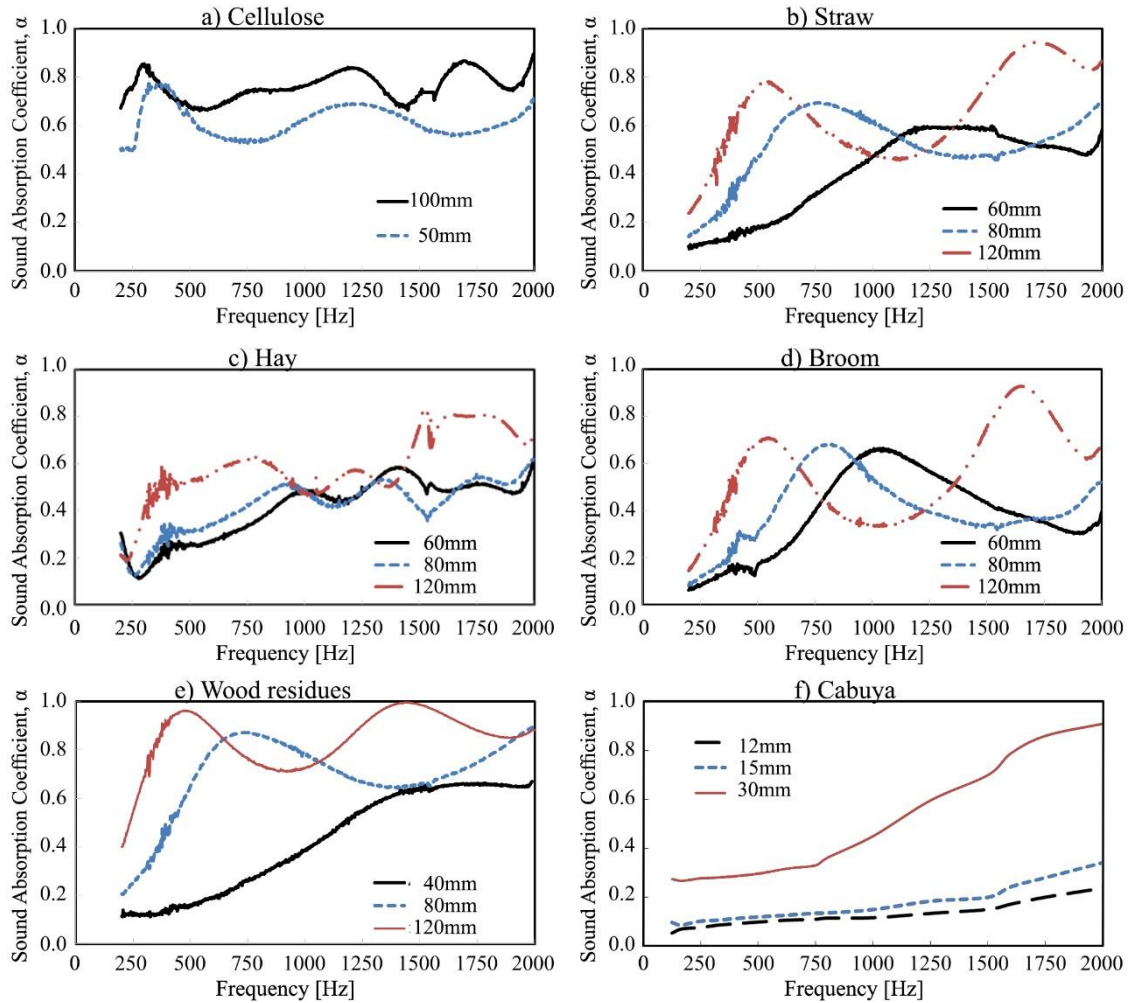 a) Cellulose
Sound Absorption Coefficient, α
1.0
0.8
0.6
0.4
0.2
0.0
100mm
50mm
0 250 500 750 1000 1250 1500 1750 2000
Frequency [Hz]
b) Straw
Sound Absorption Coefficient, α
1.0
0.8
0.6
0.4
0.2
0.0
60mm
80mm
120mm
0 250 500 750 1000 1250 1500 1750 2000
Frequency [Hz]
c) Hay
Sound Absorption Coefficient, α
1.0
0.8
0.6
0.4
0.2
0.0
60mm
80mm
120mm
0 250 500 750 1000 1250 1500 1750 2000
Frequency [Hz]
d) Broom
Sound Absorption Coefficient, α
1.0
0.8
0.6
0.4
0.2
0.0
60mm
80mm
120mm
0 250 500 750 1000 1250 1500 1750 2000
Frequency [Hz]
e) Wood residues
Sound Absorption Coefficient, α
1.0
0.8
0.6
0.4
0.2
0.0
40mm
80mm
120mm
0 250 500 750 1000 1250 1500 1750 2000
Frequency [Hz]
f) Cabuya
Sound Absorption Coefficient, α
1.0
0.8
0.6
0.4
0.2
0.0
12mm
15mm
30mm
0 250 500 750 1000 1250 1500 1750 2000
Frequency [Hz]